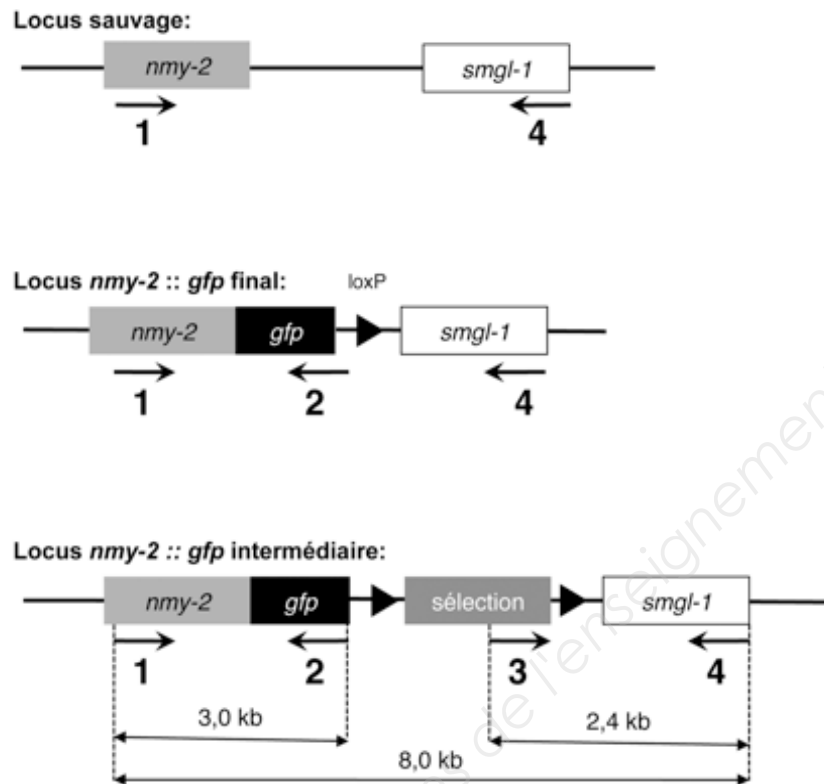 Locus sauvage:
nmy-2 smgl-1
1 4
Locus nmy-2 :: gfp final: loxP
nmy-2 gfp smgl-1
1 2 4
Locus nmy-2 :: gfp intermédiaire:
nmy-2 gfp sélection smgl-1
1 2 3 4
3,0 kb 2,4 kb
8,0 kb
s de l'enseignemen